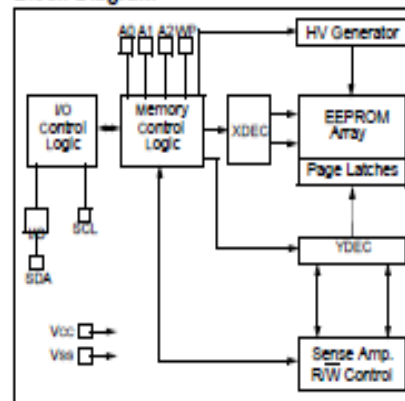 A0 A1 A2 WP
HV Generator
I/O
Control
Logic
Memory
Control
Logic
XDEC
EEPROM
Array
Page Latches
I/O
SCL
SDA
YDEC
Vcc
Vss
Sense Amp.
R/W Control